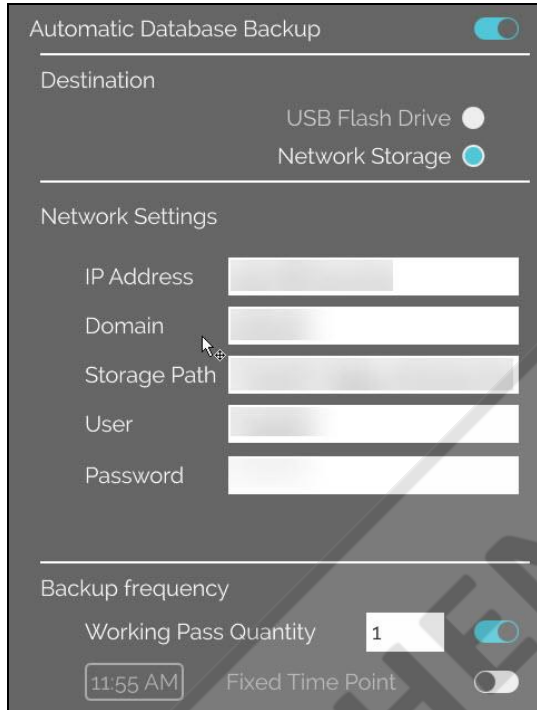 Automatic Database Backup
Destination
USB Flash Drive
Network Storage
Network Settings
IP Address
Domain
Storage Path
User
Password
Backup frequency
Working Pass Quantity 1
11:55 AM Fixed Time Point